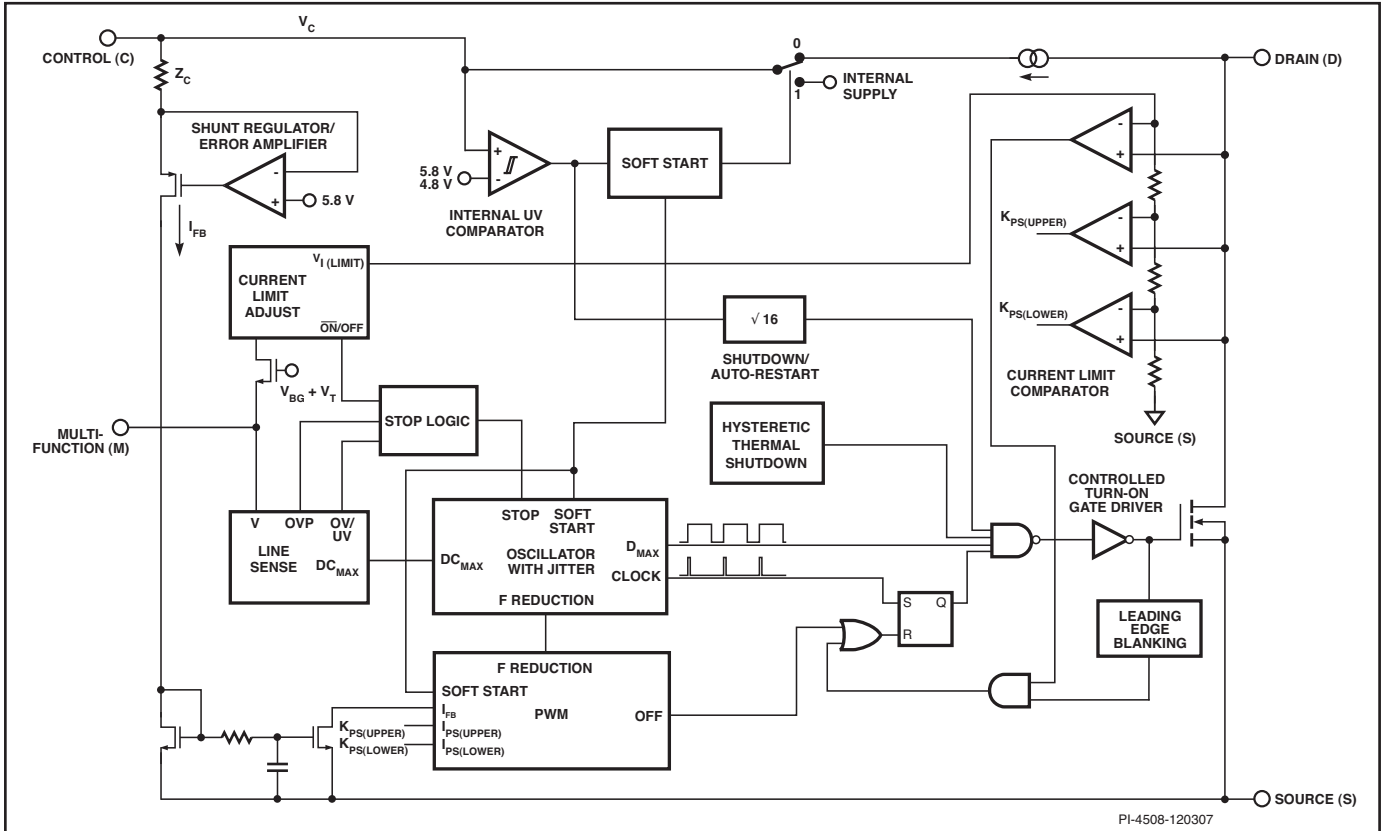 V_C
CONTROL (C)
Z_C
0
1
INTERNAL
SUPPLY
DRAIN (D)
SHUNT REGULATOR/
ERROR AMPLIFIER
-
+
5.8 V
I_FB
+
-
5.8 V
4.8 V
INTERNAL UV
COMPARATOR
SOFT START
-
+
K_PS(UPPER)
-
+
K_PS(LOWER)
-
+
CURRENT LIMIT
COMPARATOR
SOURCE (S)
V_I (LIMIT)
CURRENT
LIMIT
ADJUST
O̅N̅/OFF
V_BG + V_T
√ 16
SHUTDOWN/
AUTO-RESTART
STOP LOGIC
MULTI-
FUNCTION (M)
HYSTERETIC
THERMAL
SHUTDOWN
CONTROLLED
TURN-ON
GATE DRIVER
V
OVP
OV/
UV
LINE
SENSE
DC_MAX
STOP
SOFT
START
DC_MAX
OSCILLATOR
WITH JITTER
D_MAX
CLOCK
F REDUCTION
S
Q
R
LEADING
EDGE
BLANKING
F REDUCTION
SOFT START
PWM
OFF
I_FB
K_PS(UPPER)
I_PS(UPPER)
K_PS(LOWER)
I_PS(LOWER)
SOURCE (S)
PI-4508-120307